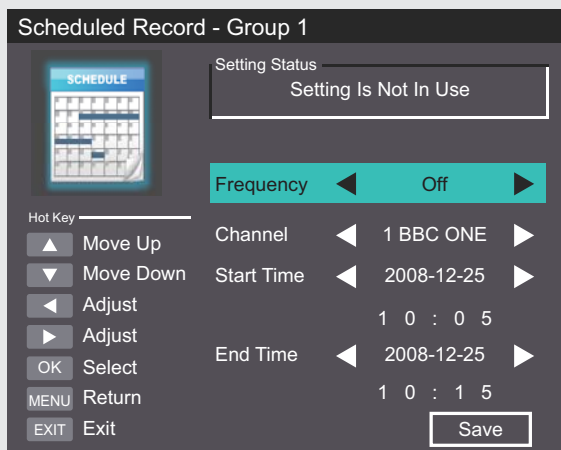 Scheduled Record - Group 1
SCHEDULE
Setting Status
Setting Is Not In Use
Frequency Off
Channel 1 BBC ONE
Start Time 2008-12-25
1 0 : 0 5
End Time 2008-12-25
1 0 : 1 5
Save
Hot Key
Move Up
Move Down
Adjust
Adjust
OK Select
MENU Return
EXIT Exit